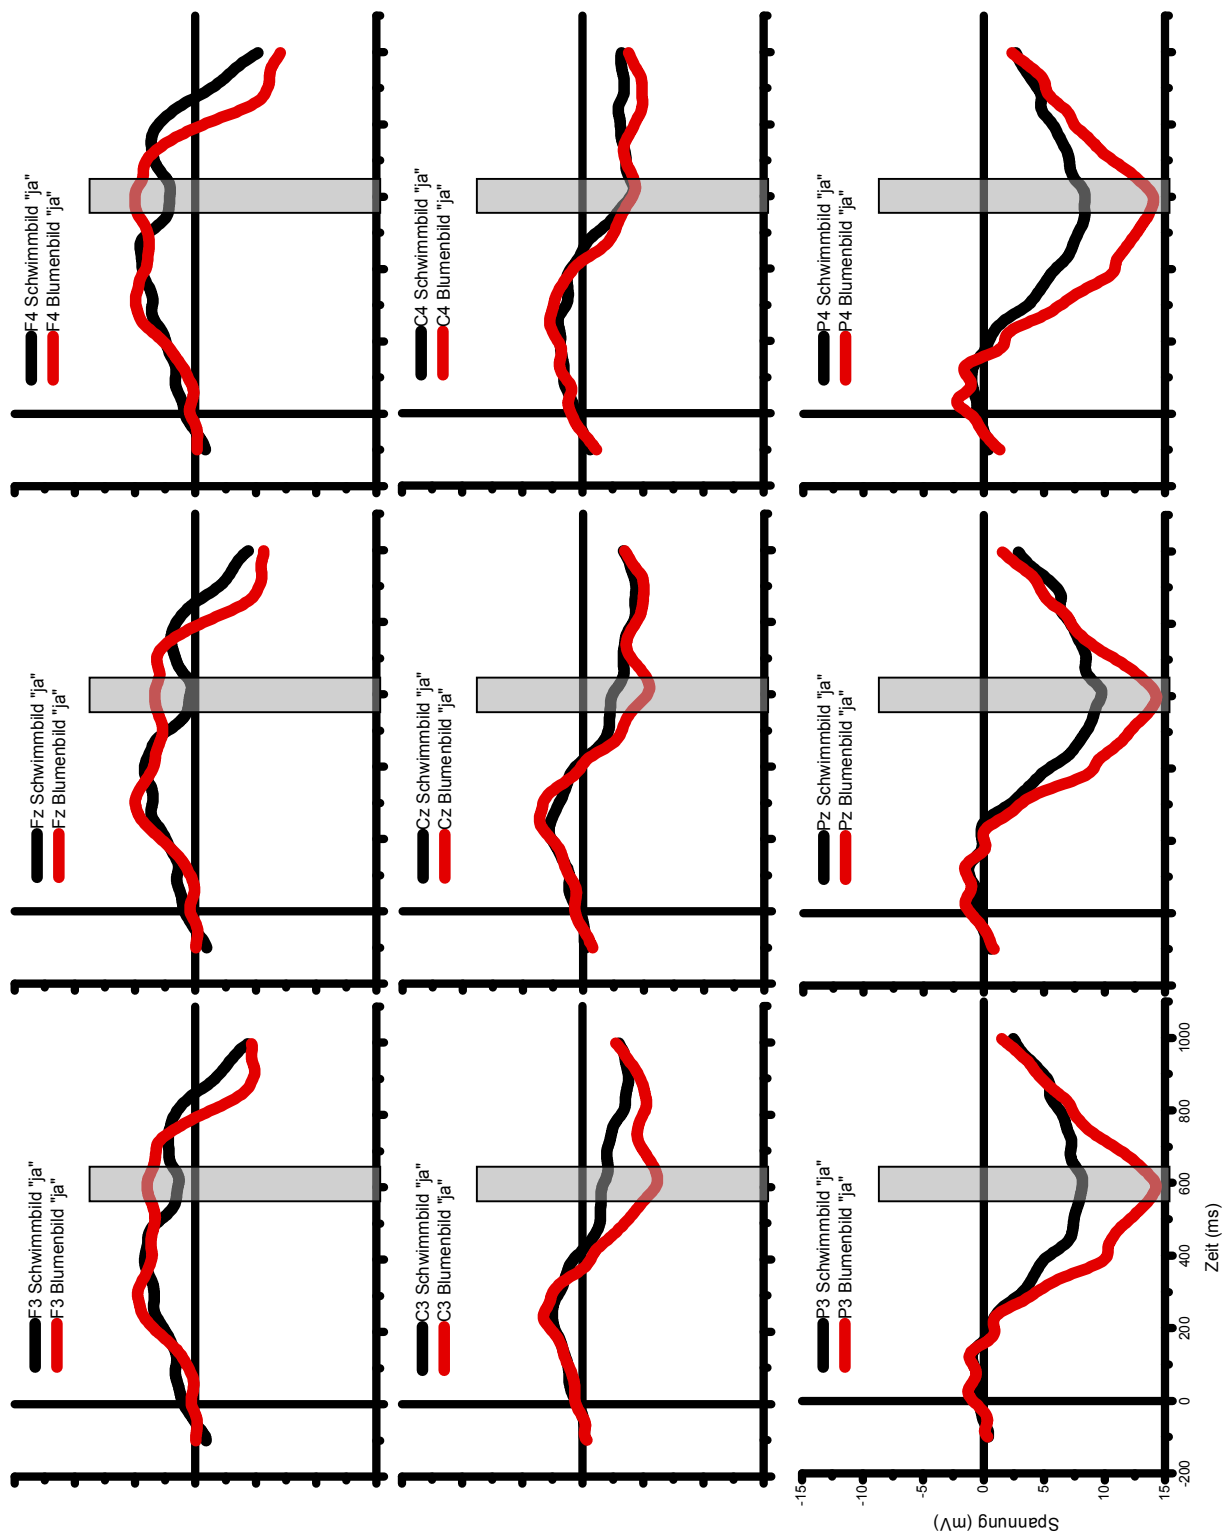 F3 Schwimmbild "ja"
F3 Blumenbild "ja"
Fz Schwimmbild "ja"
Fz Blumenbild "ja"
F4 Schwimmbild "ja"
F4 Blumenbild "ja"
C3 Schwimmbild "ja"
C3 Blumenbild "ja"
Cz Schwimmbild "ja"
Cz Blumenbild "ja"
C4 Schwimmbild "ja"
C4 Blumenbild "ja"
P3 Schwimmbild "ja"
P3 Blumenbild "ja"
Pz Schwimmbild "ja"
Pz Blumenbild "ja"
P4 Schwimmbild "ja"
P4 Blumenbild "ja"
-15
-10
-5
0
5
10
15
Spannung (mV)
-200
0
200
400
600
800
1000
Zeit (ms)